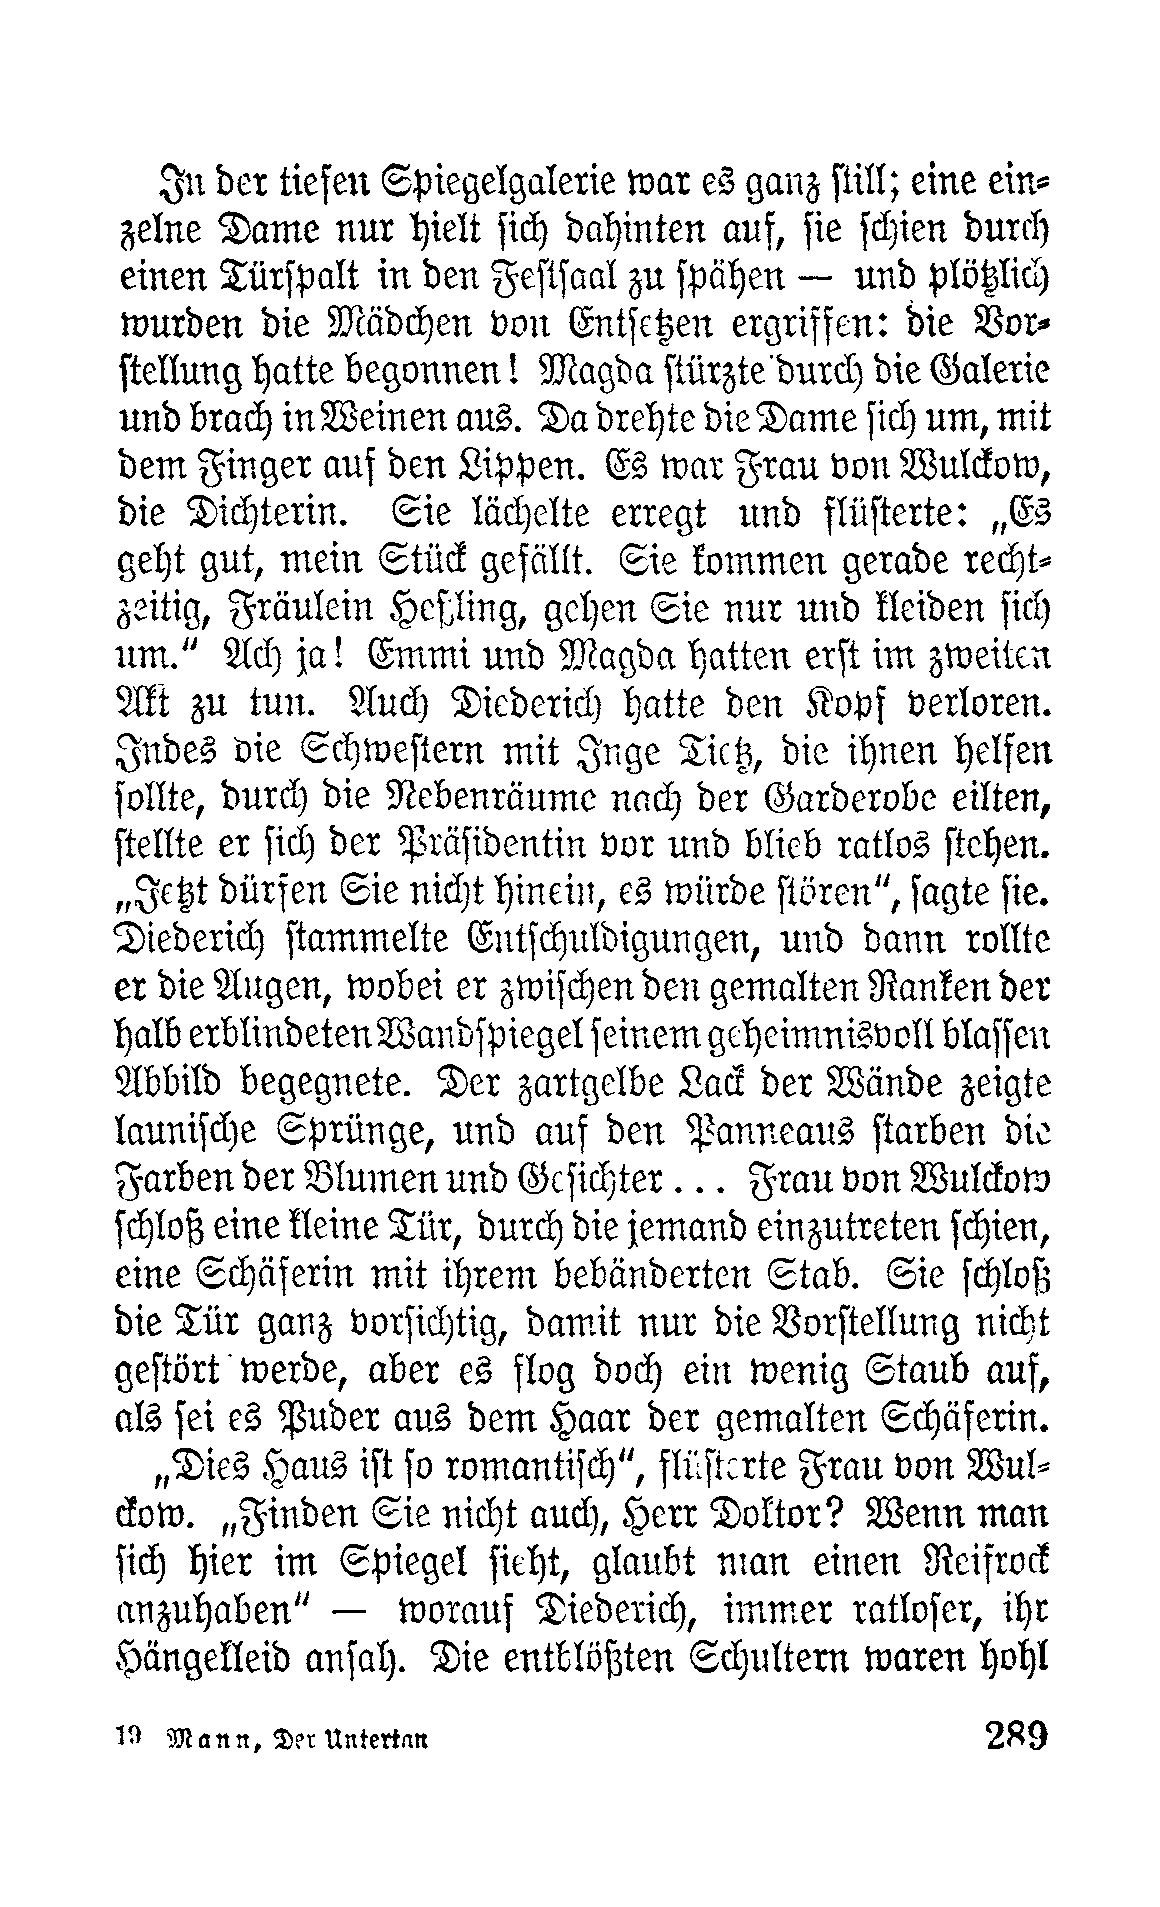 In der tiefen Spiegelgalerie war es ganz still; eine ein-
zelne Dame nur hielt sich dahinten auf, sie schien durch
einen Türspalt in den Festsaal zu spähen — und plötzlich
wurden die Mädchen von Entsetzen ergriffen: die Vor-
stellung hatte begonnen! Magda stürzte durch die Galerie
und brach in Weinen aus. Da drehte die Dame sich um, mit
dem Finger auf den Lippen. Es war Frau von Wulckow,
die Dichterin. Sie lächelte erregt und flüsterte: „Es
geht gut, mein Stück gefällt. Sie kommen gerade recht-
zeitig, Fräulein Heßling, gehen Sie nur und kleiden sich
um.“ Ach ja! Emmi und Magda hatten erst im zweiten
Akt zu tun. Auch Diederich hatte den Kopf verloren.
Indes die Schwestern mit Inge Tietz, die ihnen helfen
sollte, durch die Nebenräume nach der Garderobe eilten,
stellte er sich der Präsidentin vor und blieb ratlos stehen.
„Jetzt dürfen Sie nicht hinein, es würde stören“, sagte sie.
Diederich stammelte Entschuldigungen, und dann rollte
er die Augen, wobei er zwischen den gemalten Ranken der
halb erblindeten Wandspiegel seinem geheimnisvoll blassen
Abbild begegnete. Der zartgelbe Lack der Wände zeigte
launische Sprünge, und auf den Panneaus starben die
Farben der Blumen und Gesichter... Frau von Wulckow
schloß eine kleine Tür, durch die jemand einzutreten schien,
eine Schäferin mit ihrem bebänderten Stab. Sie schloß
die Tür ganz vorsichtig, damit nur die Vorstellung nicht
gestört werde, aber es flog doch ein wenig Staub auf,
als sei es Puder aus dem Haar der gemalten Schäferin.
„Dies Haus ist so romantisch“, flüsterte Frau von Wul-
ckow. „Finden Sie nicht auch, Herr Doktor? Wenn man
sich hier im Spiegel sieht, glaubt man einen Reifrock
anzuhaben“ — worauf Diederich, immer ratloser, ihr
Hängekleid ansah. Die entblößten Schultern waren hohl
19 Mann, Der Untertan 289